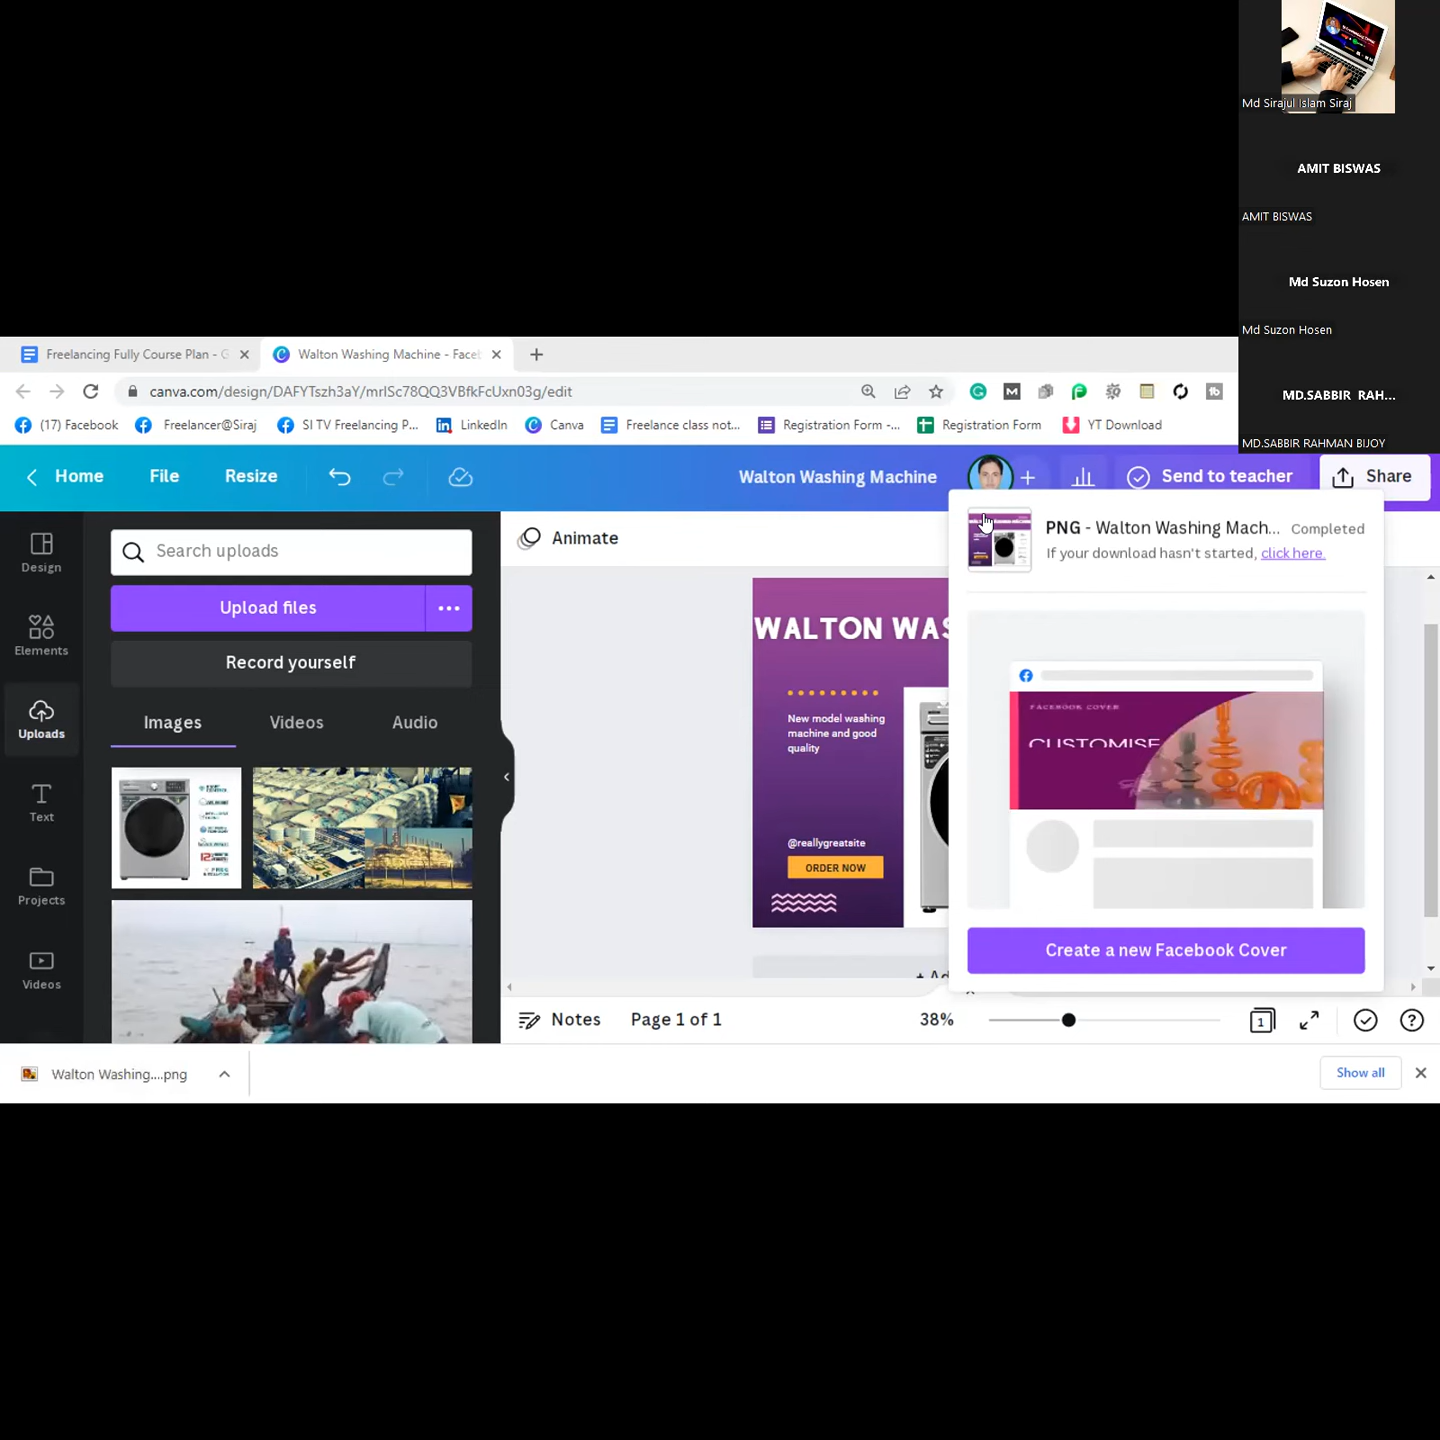 Md Sirajul Islam Siraj
AMIT BISWAS
AMIT BISWAS
Md Suzon Hosen
Md Suzon Hosen
MD.SABBIR RAH...
MD.SABBIR RAHMAN BIJOY
Freelancing Fully Course Plan - G
Walton Washing Machine - Face
canva.com/design/DAFYTszh3aY/mrISc78QQ3VBfkFcUxn03g/edit
(17) Facebook
Freelancer@Siraj
SI TV Freelancing P...
LinkedIn
Canva
Freelance class not...
Registration Form -...
Registration Form
YT Download
Home
File
Resize
Walton Washing Machine
Send to teacher
Share
Design
Elements
Uploads
Text
Projects
Videos
Search uploads
Upload files
Record yourself
Images
Videos
Audio
Animate
WALTON WAS
New model washing
machine and good
quality
@reallygreatsite
ORDER NOW
PNG - Walton Washing Mach...
Completed
If your download hasn't started, click here.
FACEBOOK COVER
CUSTOMISE
Create a new Facebook Cover
+ Ad
Notes
Page 1 of 1
38%
1
Walton Washing....png
Show all